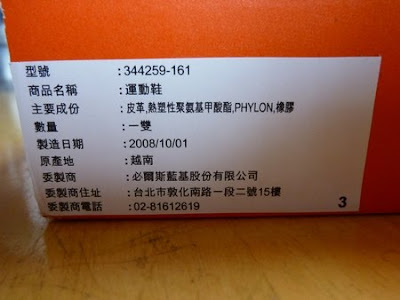 型號 : 344259-161
商品名稱 : 運動鞋
主要成份 : 皮革,熱塑性聚氨基甲酸酯,PHYLON,橡膠
數量 : 一雙
製造日期 : 2008/10/01
原產地 : 越南
委製商 : 必爾斯藍基股份有限公司
委製商住址 : 台北市敦化南路一段二號15樓
委製商電話 : 02-81612619
3